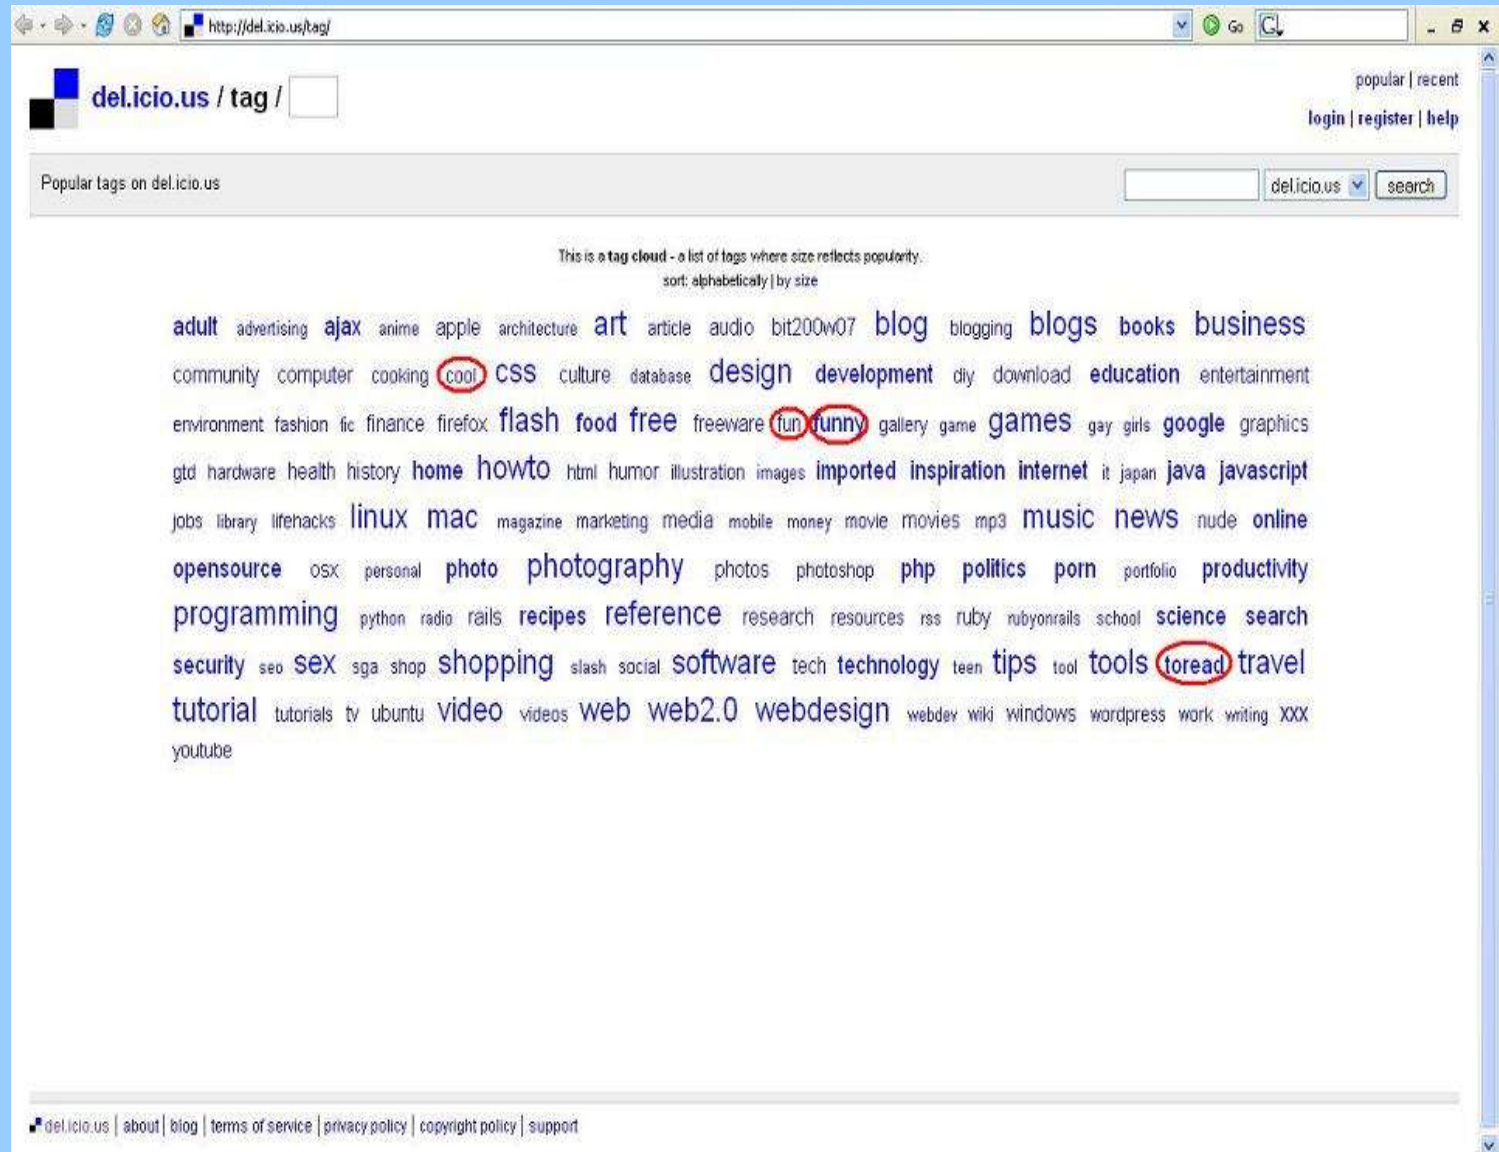 http://del.icio.us/tag/
Go
del.icio.us / tag /
popular | recent
login | register | help
Popular tags on del.icio.us
del.icio.us
search
This is a tag cloud - a list of tags where size reflects popularity.
sort: alphabetically | by size
adult advertising ajax anime apple architecture art article audio bit200w07 blog blogging blogs books business
community computer cooking cool css culture database design development diy download education entertainment
environment fashion fic finance firefox flash food free freeware fun funny gallery game games gay girls google graphics
gtd hardware health history home howto html humor illustration images imported inspiration internet it japan java javascript
jobs library lifehacks linux mac magazine marketing media mobile money movie movies mp3 music news nude online
opensource osx personal photo photography photos photoshop php politics porn portfolio productivity
programming python radio rails recipes reference research resources rss ruby rubyonrails school science search
security seo sex sga shop shopping slash social software tech technology teen tips tool tools toread travel
tutorial tutorials tv ubuntu video videos web web2.0 webdesign webdev wiki windows wordpress work writing xxx
youtube
del.icio.us | about | blog | terms of service | privacy policy | copyright policy | support